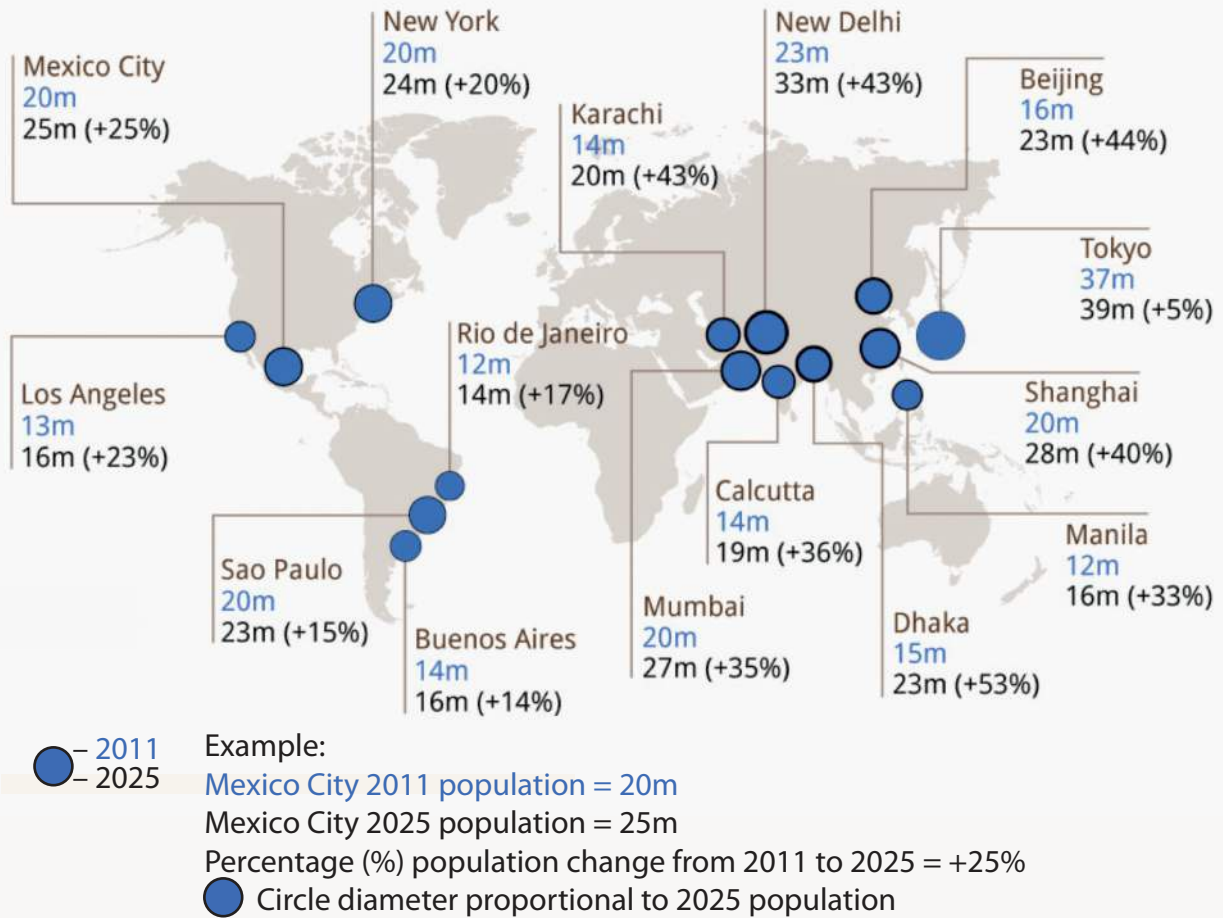 New York
20m
24m (+20%)
New Delhi
23m
33m (+43%)
Mexico City
20m
25m (+25%)
Beijing
16m
23m (+44%)
Karachi
14m
20m (+43%)
Tokyo
37m
39m (+5%)
Rio de Janeiro
12m
14m (+17%)
Los Angeles
13m
16m (+23%)
Shanghai
20m
28m (+40%)
Calcutta
14m
19m (+36%)
Manila
12m
16m (+33%)
Sao Paulo
20m
23m (+15%)
Mumbai
20m
27m (+35%)
Dhaka
15m
23m (+53%)
Buenos Aires
14m
16m (+14%)
– 2011
– 2025
Example:
Mexico City 2011 population = 20m
Mexico City 2025 population = 25m
Percentage (%) population change from 2011 to 2025 = +25%
Circle diameter proportional to 2025 population